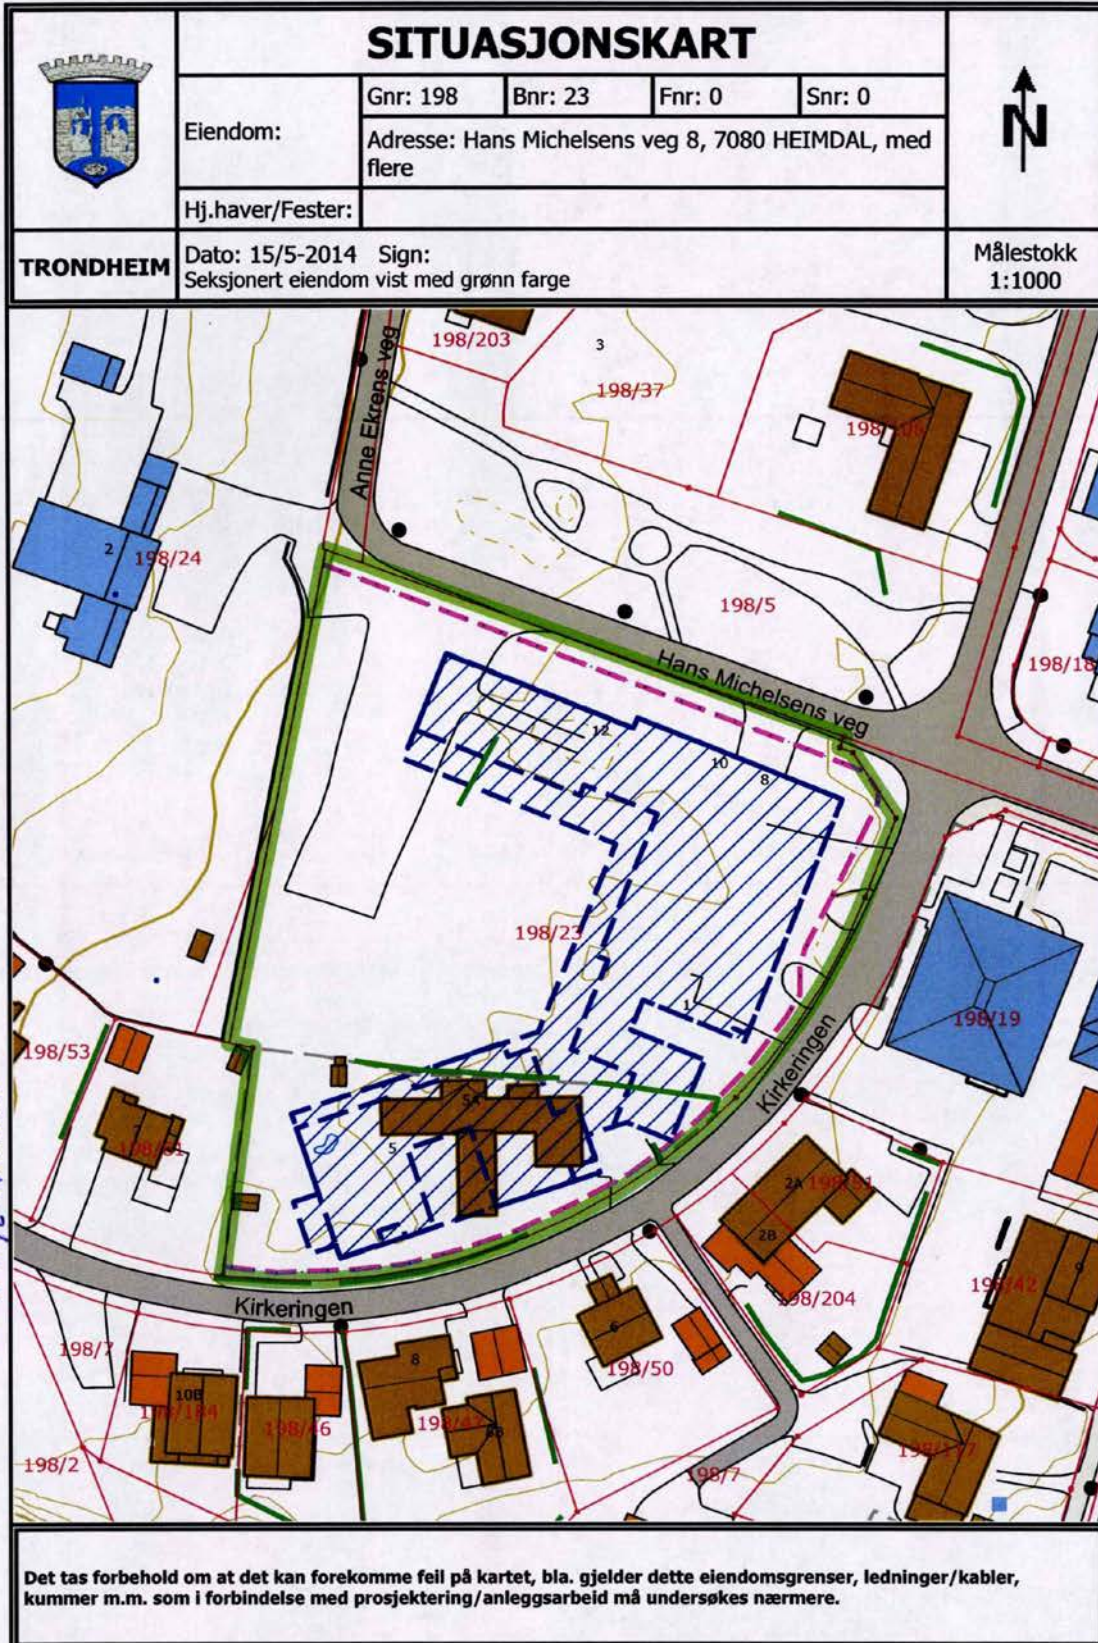 SITUASJONSKART
Gnr: 198
Bnr: 23
Fnr: 0
Snr: 0
Eiendom:
Adresse: Hans Michelsens veg 8, 7080 HEIMDAL, med
flere
Hj.haver/Fester:
N
TRONDHEIM
Dato: 15/5-2014 Sign:
Seksjonert eiendom vist med grønn farge
Målestokk
1:1000
Anne Ekrens veg
198/203
3
198/37
2
198/24
198/5
198/18
Hans Michelsens veg
12
10
8
198/23
1
198/19
198/53
7
5A
5
Kirkeringen
2A
2B
198/204
Kirkeringen
198/7
6
198/50
8
10B
198/2
198/7
Det tas forbehold om at det kan forekomme feil på kartet, bla. gjelder dette eiendomsgrenser, ledninger/kabler,
kummer m.m. som i forbindelse med prosjektering/anleggsarbeid må undersøkes nærmere.